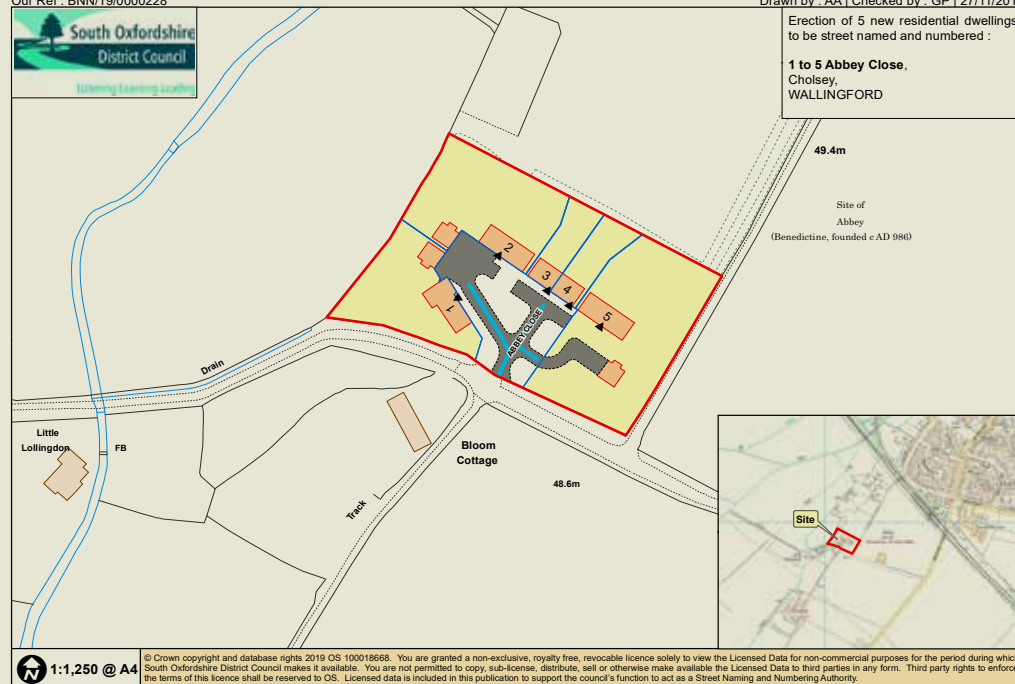 Our Ref : BNN/19/0000228
Drawn by : AA | Checked by : GP | 27/11/201
South Oxfordshire
District Council
Listening Learning Leading
Erection of 5 new residential dwellings
to be street named and numbered :
1 to 5 Abbey Close,
Cholsey,
WALLINGFORD
49.4m
Site of
Abbey
(Benedictine, founded c AD 986)
2
3
4
5
1
ABBEY CLOSE
Drain
Little
Lollingdon
FB
Bloom
Cottage
48.6m
Track
Site
1:1,250 @ A4
© Crown copyright and database rights 2019 OS 100018668. You are granted a non-exclusive, royalty free, revocable licence solely to view the Licensed Data for non-commercial purposes for the period during which
South Oxfordshire District Council makes it available. You are not permitted to copy, sub-license, distribute, sell or otherwise make available the Licensed Data to third parties in any form. Third party rights to enforce
the terms of this licence shall be reserved to OS. Licensed data is included in this publication to support the council's function to act as a Street Naming and Numbering Authority.
N